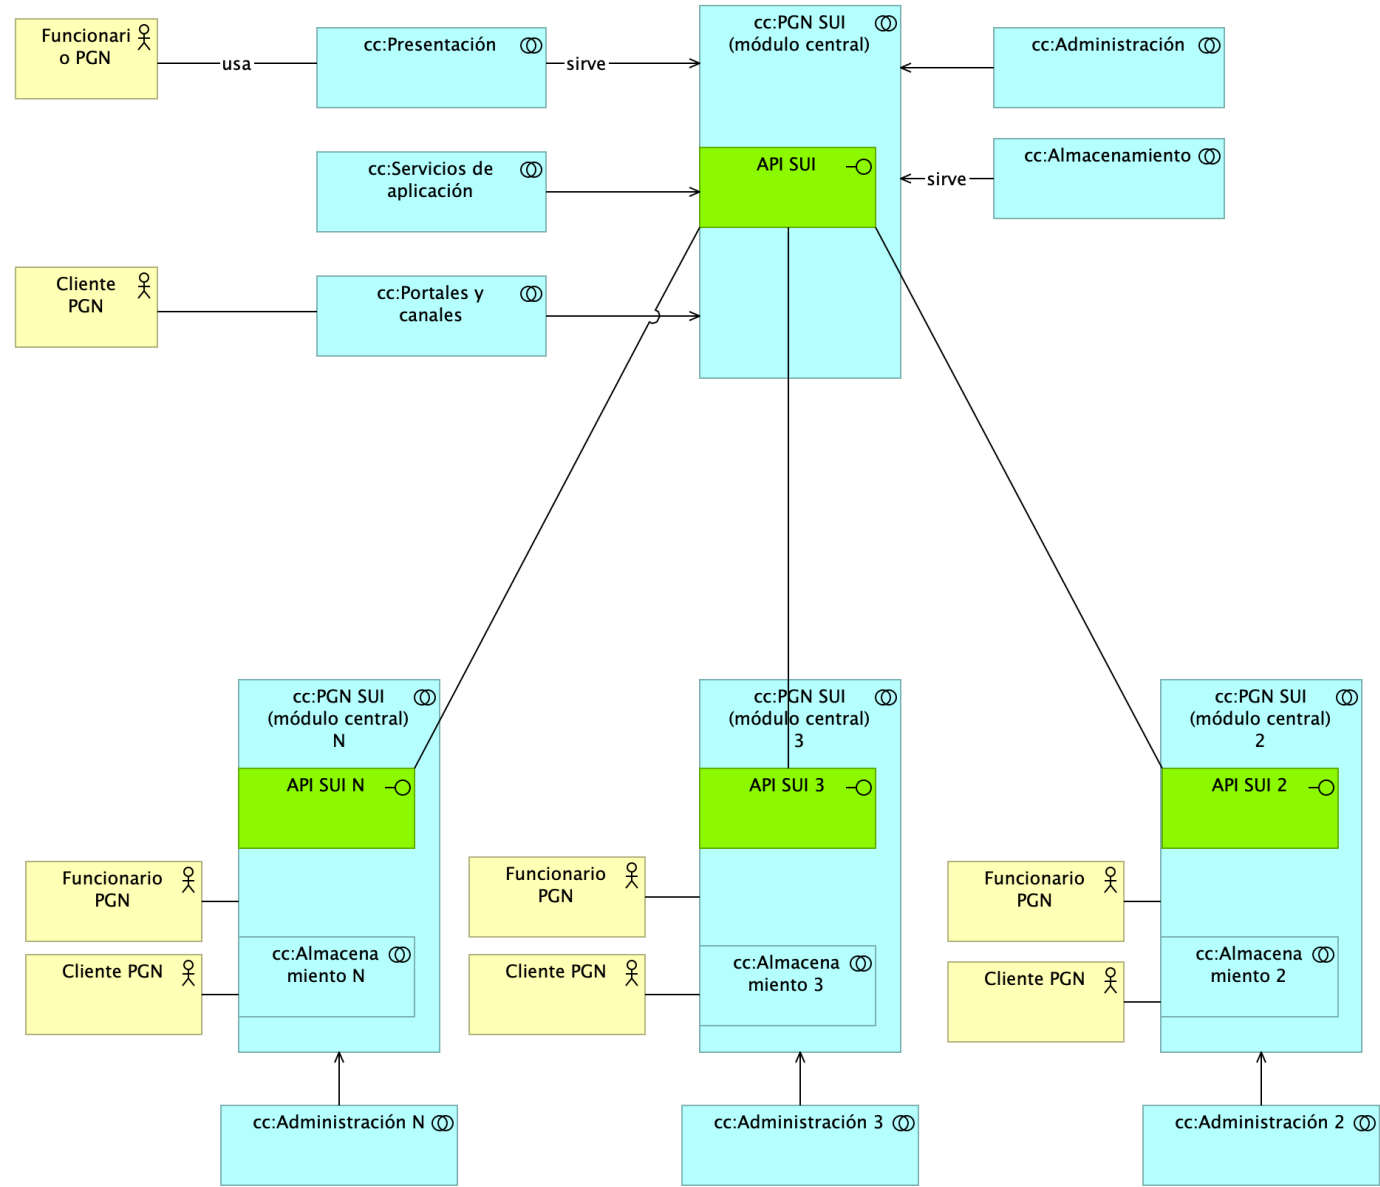 Funcionari
o PGN
usa
cc:Presentación
sirve
cc:PGN SUI
(módulo central)
cc:Administración
cc:Servicios de
aplicación
API SUI
cc:Almacenamiento
sirve
Cliente
PGN
cc:Portales y
canales
cc:PGN SUI
(módulo central)
N
API SUI N
Funcionario
PGN
Cliente PGN
cc:Almacena
miento N
cc:Administración N
cc:PGN SUI
(módulo central)
3
API SUI 3
Funcionario
PGN
Cliente PGN
cc:Almacena
miento 3
cc:Administración 3
cc:PGN SUI
(módulo central)
2
API SUI 2
Funcionario
PGN
Cliente PGN
cc:Almacena
miento 2
cc:Administración 2